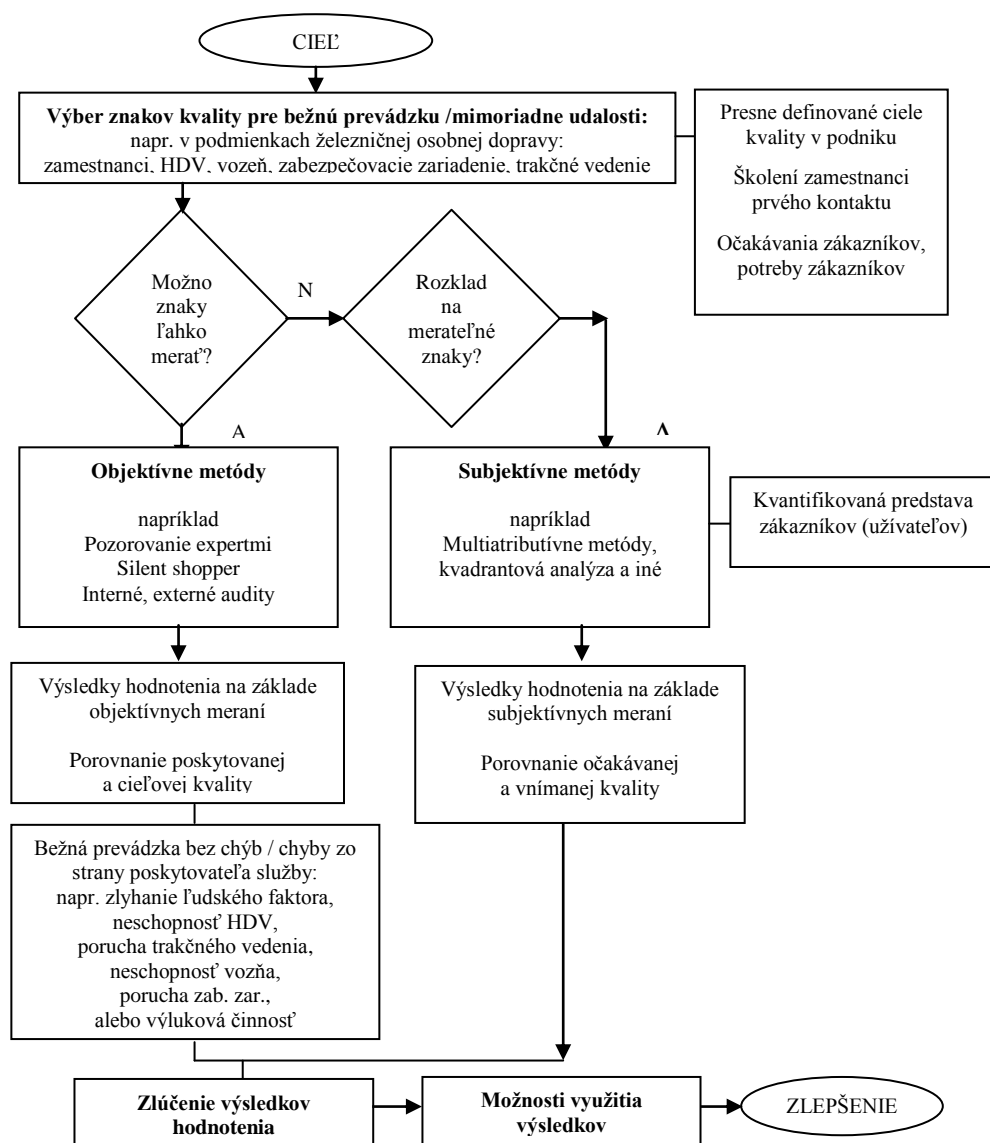 CIEĽ
Výber znakov kvality pre bežnú prevádzku /mimoriadne udalosti:
napr. v podmienkach železničnej osobnej dopravy:
zamestnanci, HDV, vozeň, zabezpečovacie zariadenie, trakčné vedenie
Presne definované ciele
kvality v podniku
Školení zamestnanci
prvého kontaktu
Očakávania zákazníkov,
potreby zákazníkov
Možno
znaky
ľahko
merať?
N
Rozklad
na
merateľné
znaky?
A
A
Objektívne metódy
napríklad
Pozorovanie expertmi
Silent shopper
Interné, externé audity
Subjektívne metódy
napríklad
Multiatributívne metódy,
kvadrantová analýza a iné
Kvantifikovaná predstava
zákazníkov (užívateľov)
Výsledky hodnotenia na základe
objektívnych meraní
Porovnanie poskytovanej
a cieľovej kvality
Výsledky hodnotenia na základe
subjektívnych meraní
Porovnanie očakávanej
a vnímanej kvality
Bežná prevádzka bez chýb / chyby zo
strany poskytovateľa služby:
napr. zlyhanie ľudského faktora,
neschopnosť HDV,
porucha trakčného vedenia,
neschopnosť vozňa,
porucha zab. zar.,
alebo výluková činnosť
Zlúčenie výsledkov
hodnotenia
Možnosti využitia
výsledkov
ZLEPŠENIE